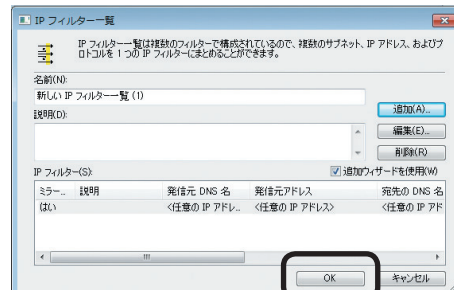 IP フィルター一覧
IP フィルター一覧は複数のフィルターで構成されているので、複数のサブネット、IP アドレス、およびプ
ロトコルを 1 つの IP フィルターにまとめることができます。
名前(N):
新しい IP フィルター一覧 (1)
追加(A)...
説明(D):
編集(E)...
削除(R)
IP フィルター(S):
追加ウィザードを使用(W)
ミラー... 説明 発信元 DNS 名 発信元アドレス 宛先の DNS 名
はい <任意の IP アドレ... <任意の IP アドレス> <任意の IP アド
OK キャンセル